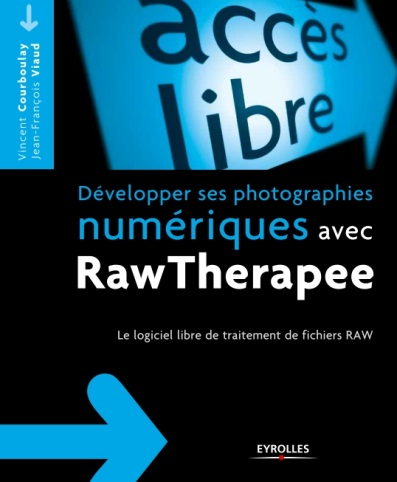 Vincent Courboulay
Jean-François Viaud
accès
libre
Développer ses photographies
numériques avec
RawTherapee
Le logiciel libre de traitement de fichiers RAW
EYROLLES